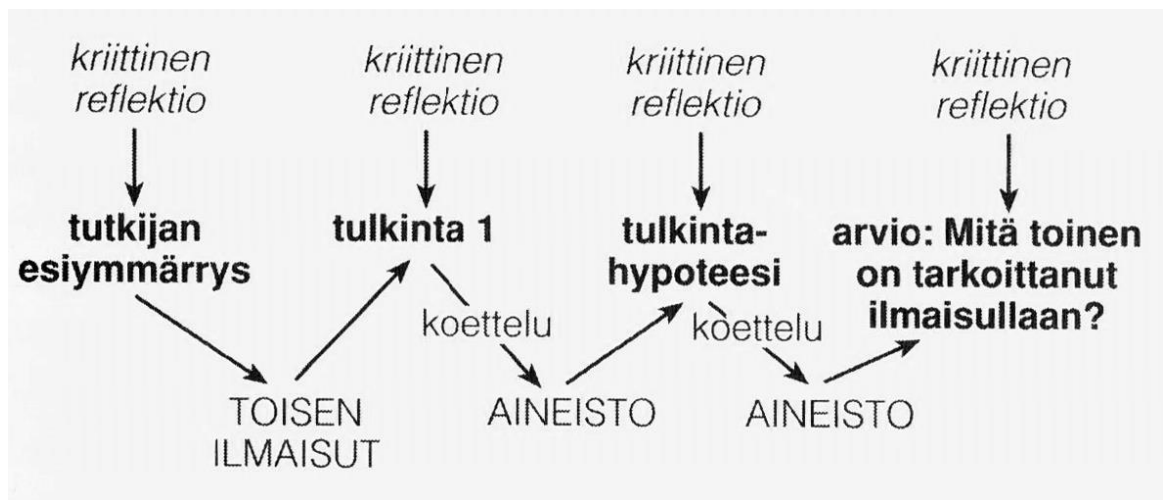 kriittinen
reflektio
kriittinen
reflektio
kriittinen
reflektio
kriittinen
reflektio
tutkijan
esiymmärrys
tulkinta 1
tulkinta-
hypoteesi
arvio: Mitä toinen
on tarkoittanut
ilmaisullaan?
koettelu
koettelu
TOISEN
ILMAISUT
AINEISTO
AINEISTO